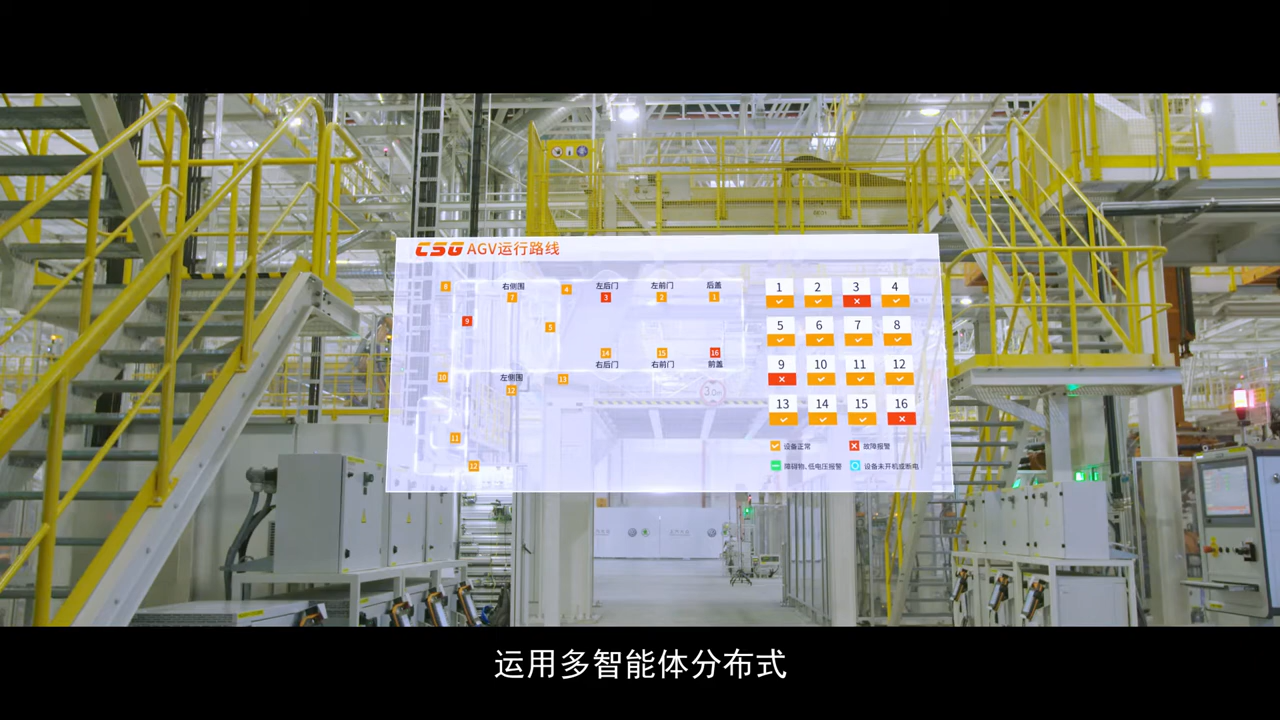 CSG AGV运行路线
8
右侧围
7
4
左后门
3
左前门
2
后盖
1
9
5
14
右后门
15
右前门
16
前盖
10
左侧围
12
13
11
12
1 2 3 4
5 6 7 8
9 10 11 12
13 14 15 16
设备正常 故障报警
障碍物、低电压报警 设备未开机或断电
运用多智能体分布式